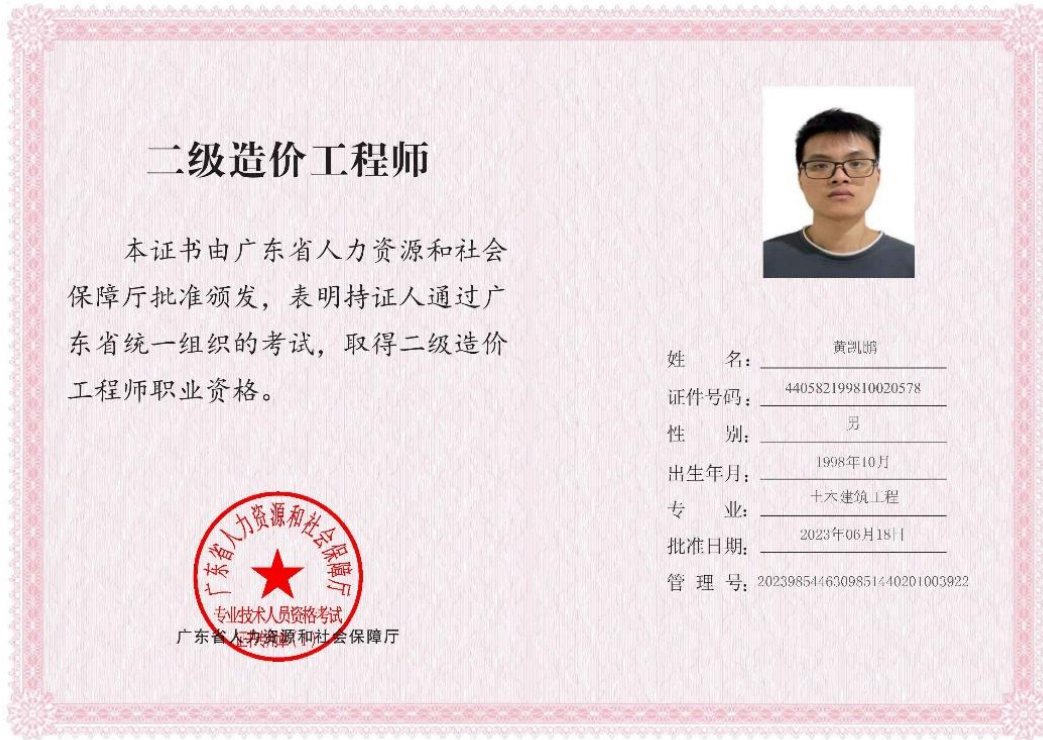 二级造价工程师
本证书由广东省人力资源和社会
保障厅批准颁发，表明持证人通过广
东省统一组织的考试，取得二级造价
工程师职业资格。
广东省人力资源和社会保障厅
专业技术人员资格考试
广东省人力资源和社会保障厅
姓 名：黄凯鹏
证件号码：440582199810020578
性 别：男
出生年月：1998年10月
专 业：土木建筑工程
批准日期：2023年06月18日
管 理 号：2023985446309851440201003922